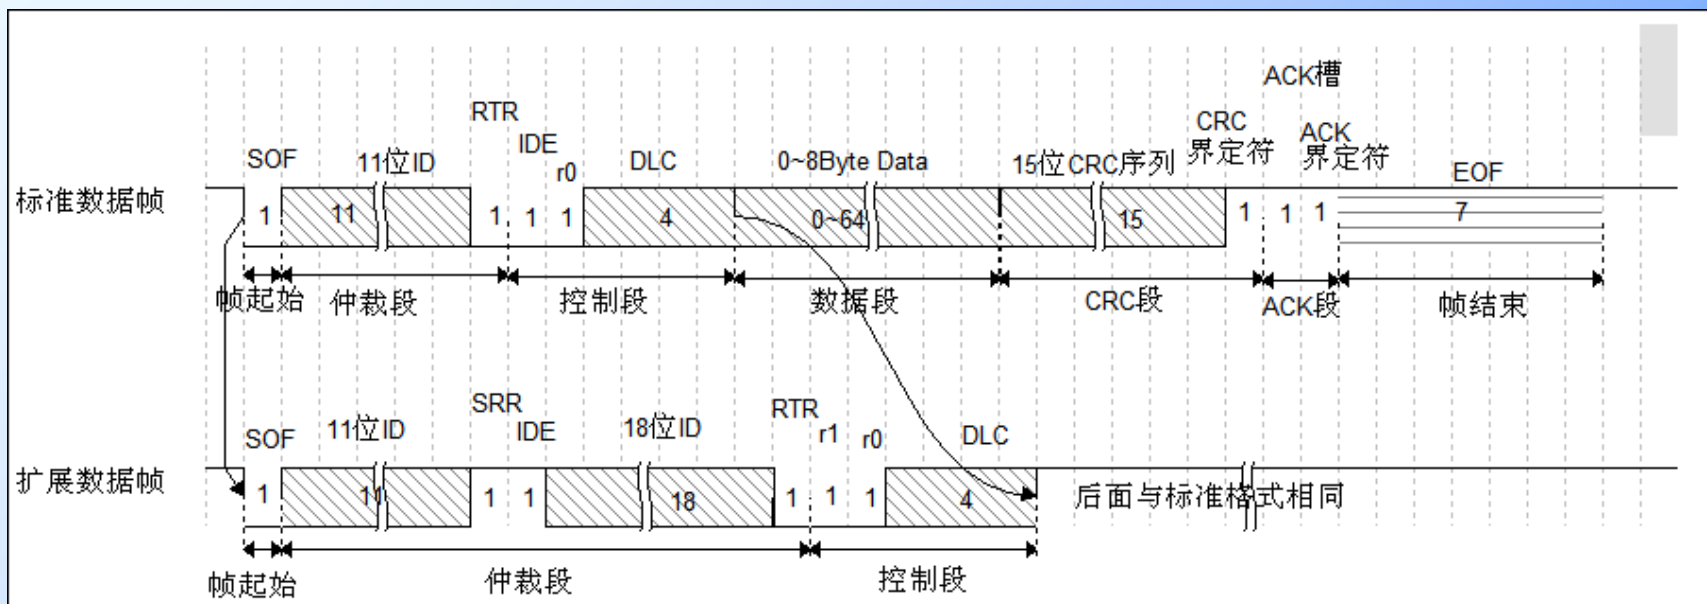 ACK槽
RTR
CRC
界定符
ACK
界定符
IDE
SOF
11位ID
r0
DLC
0~8Byte Data
15位CRC序列
EOF
标准数据帧
1
11
1
1
1
4
0~64
15
1
1
1
7
帧起始
仲裁段
控制段
数据段
CRC段
ACK段
帧结束
SRR
IDE
RTR
SOF
11位ID
18位ID
r1
r0
DLC
扩展数据帧
1
11
1
1
18
1
1
1
4
后面与标准格式相同
帧起始
仲裁段
控制段